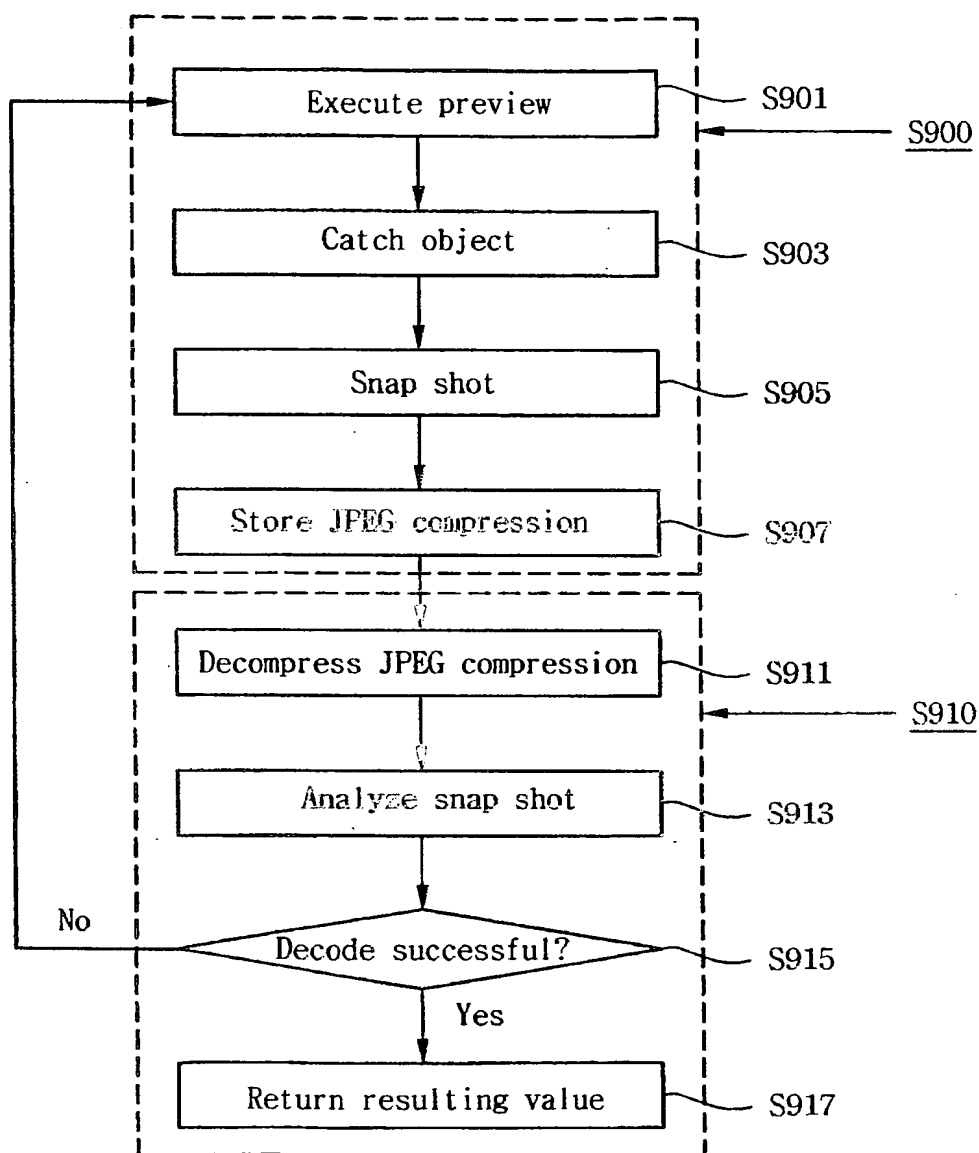 Execute preview
S901
S900
Catch object
S903
Snap shot
S905
Store JPEG compression
S907
Decompress JPEG compression
S911
S910
Analyze snap shot
S913
No
Decode successful?
S915
Yes
Return resulting value
S917